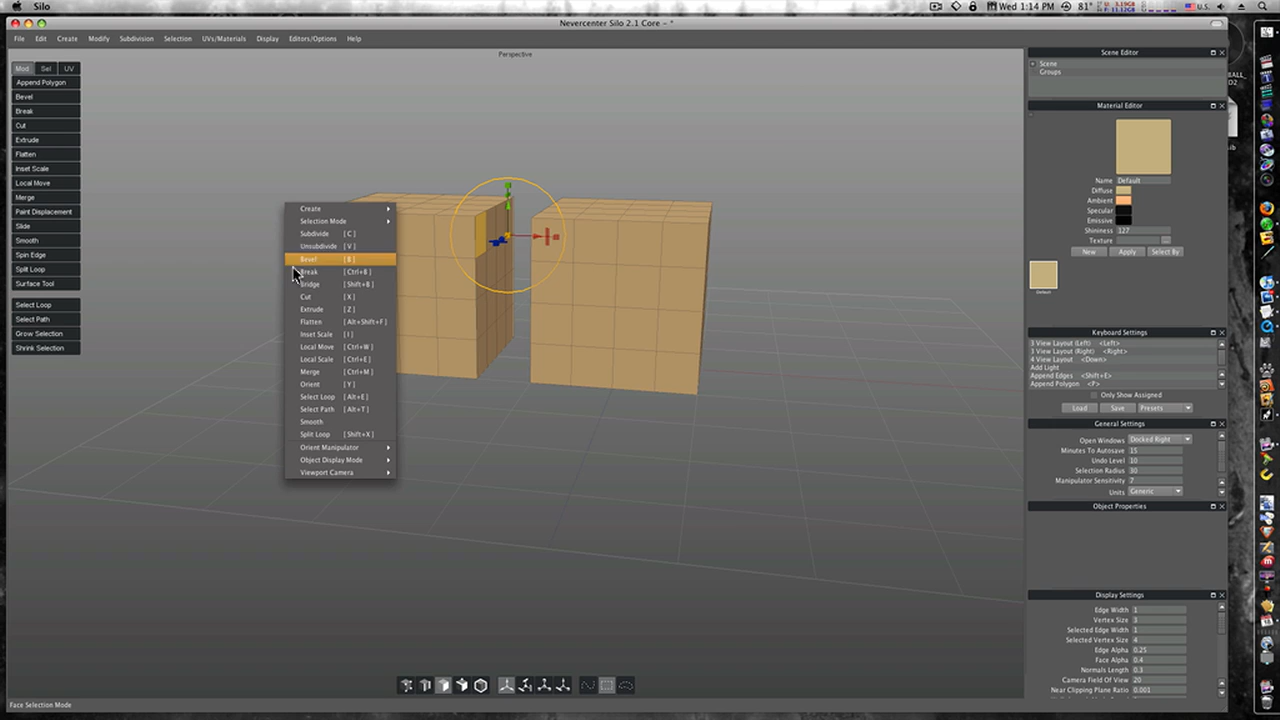 Silo
Wed 1:14 PM
81°
U.S.
Nevercenter Silo 2.1 Core - *
File Edit Create Modify Subdivision Selection UVs/Materials Display Editors/Options Help
Perspective
Mod Sel UV
Append Polygon
Bevel
Break
Cut
Extrude
Flatten
Inset Scale
Local Move
Merge
Paint Displacement
Slide
Smooth
Spin Edge
Split Loop
Surface Tool
Select Loop
Select Path
Grow Selection
Shrink Selection
Create
Selection Mode
Subdivide [C]
Unsubdivide [V]
Bevel [B]
Break [Ctrl+B]
Bridge [Shift+B]
Cut [X]
Extrude [Z]
Flatten [Alt+Shift+F]
Inset Scale [I]
Local Move [Ctrl+W]
Local Scale [Ctrl+E]
Merge [Ctrl+M]
Orient [Y]
Select Loop [Alt+E]
Select Path [Alt+T]
Smooth
Split Loop [Shift+X]
Orient Manipulator
Object Display Mode
Viewport Camera
Scene Editor
Scene
Groups
Material Editor
Name Default
Diffuse
Ambient
Specular
Emissive
Shininess 127
Texture ...
New Apply Select By
Default
Keyboard Settings
3 View Layout (Left) <Left>
3 View Layout (Right) <Right>
4 View Layout <Down>
Add Light
Append Edges <Shift+E>
Append Polygon <P>
Only Show Assigned
Load Save Presets
General Settings
Open Windows Docked Right
Minutes To Autosave 15
Undo Level 10
Selection Radius 30
Manipulator Sensitivity 7
Units Generic
Object Properties
Display Settings
Edge Width 1
Vertex Size 3
Selected Edge Width 1
Selected Vertex Size 4
Edge Alpha 0.25
Face Alpha 0.4
Normals Length 0.3
Camera Field Of View 20
Near Clipping Plane Ratio 0.001
Face Selection Mode